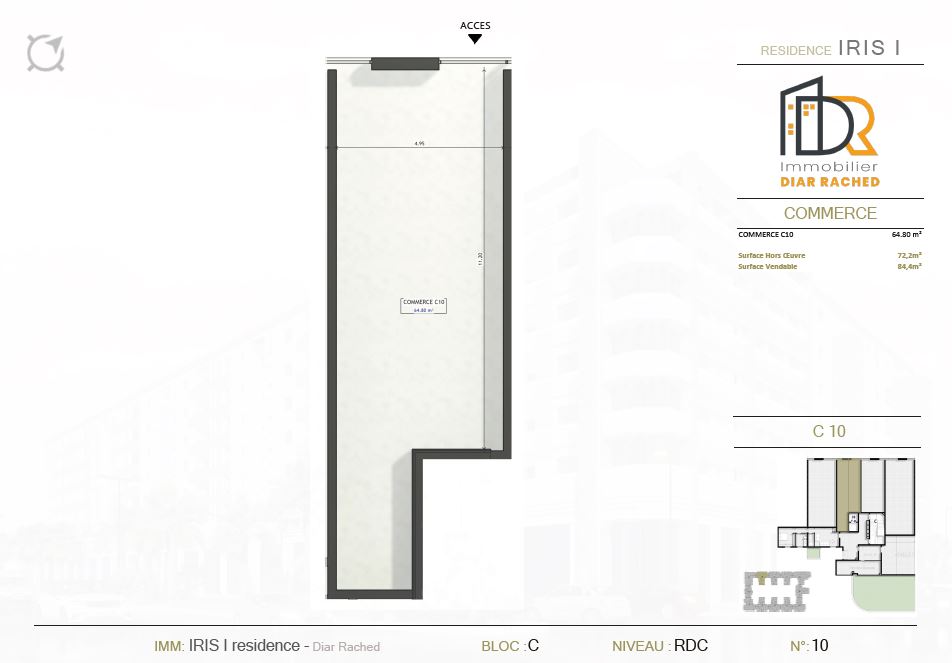 ACCES
RESIDENCE IRIS I
Immobilier
DIAR RACHED
COMMERCE
COMMERCE C10 64.80 m²
Surface Hors Œuvre 72,2m²
Surface Vendable 84,4m²
4.95
11.20
COMMERCE C10
64.80 m²
C 10
IMM: IRIS I residence - Diar Rached BLOC : C NIVEAU : RDC N°: 10